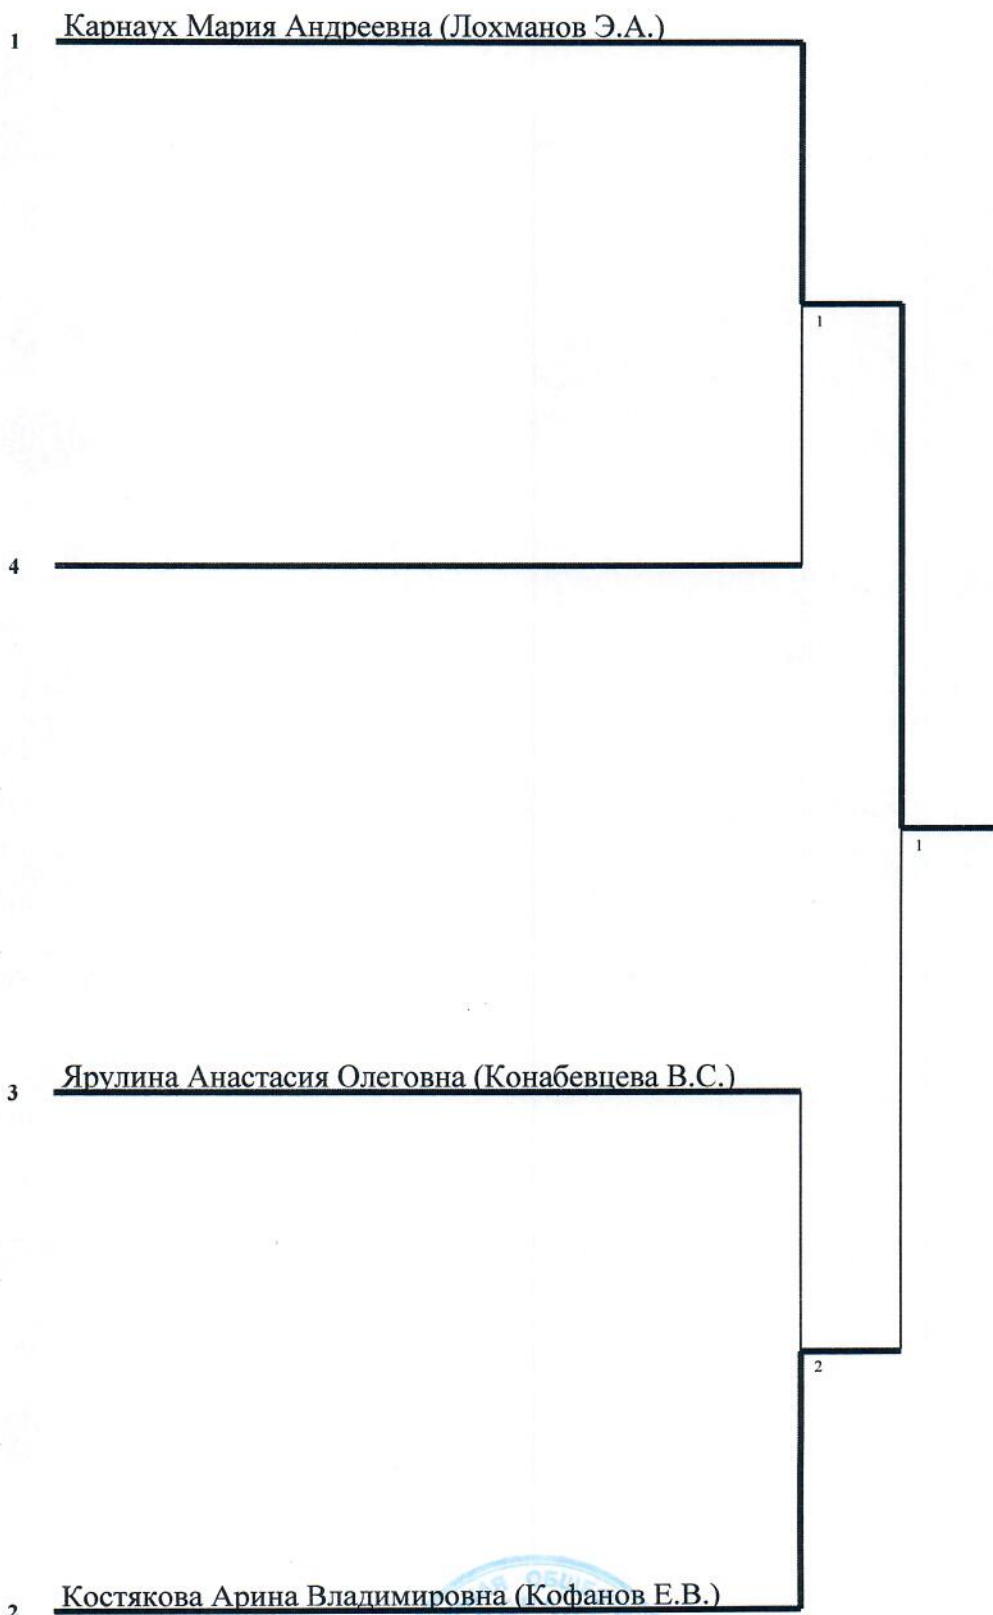 Карнаух Мария Андреевна (Лохманов Э.А.)
1
1
4
1
Ярулина Анастасия Олеговна (Конабевцева В.С.)
3
2
Костякова Арина Владимировна (Кофанов Е.В.)
2